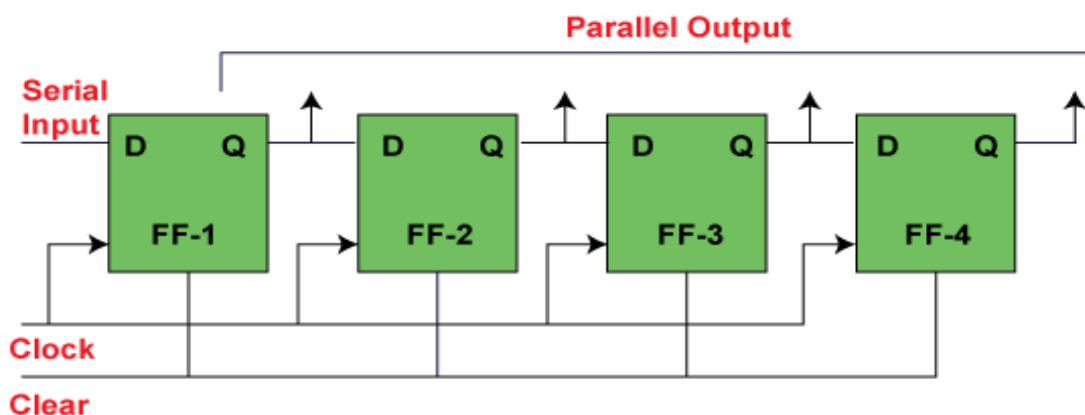 Parallel Output
Serial
Input
D Q
D Q
D Q
D Q
FF-1
FF-2
FF-3
FF-4
Clock
Clear